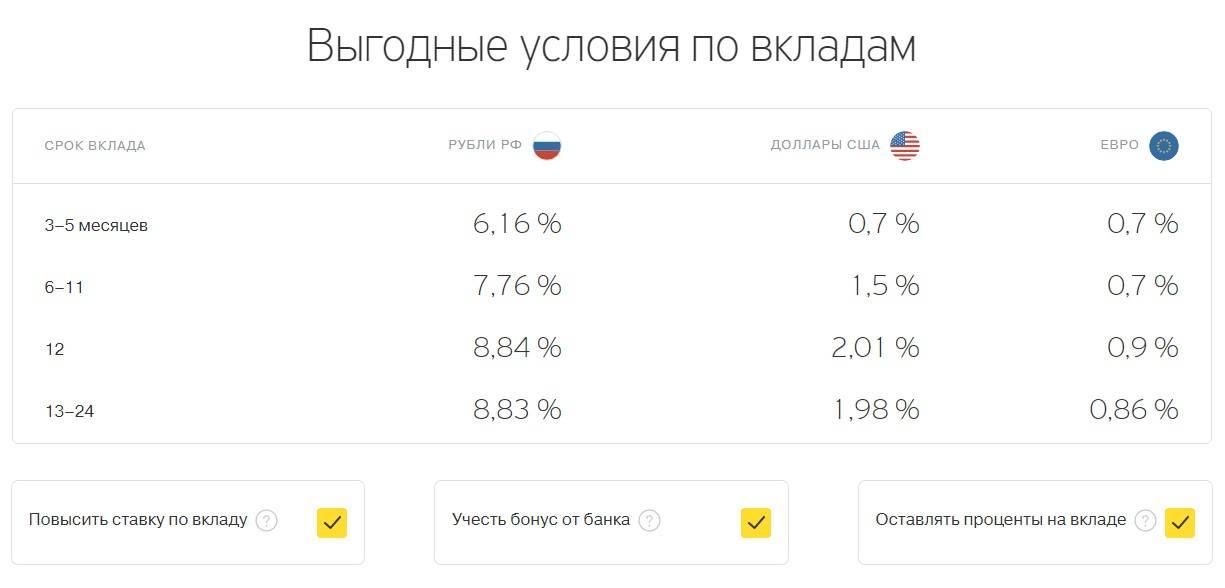 Выгодные условия по вкладам
СРОК ВКЛАДА РУБЛИ РФ ДОЛЛАРЫ США ЕВРО
3–5 месяцев 6,16 % 0,7 % 0,7 %
6–11 7,76 % 1,5 % 0,7 %
12 8,84 % 2,01 % 0,9 %
13–24 8,83 % 1,98 % 0,86 %
Повысить ставку по вкладу ? Учесть бонус от банка ? Оставлять проценты на вкладе ?